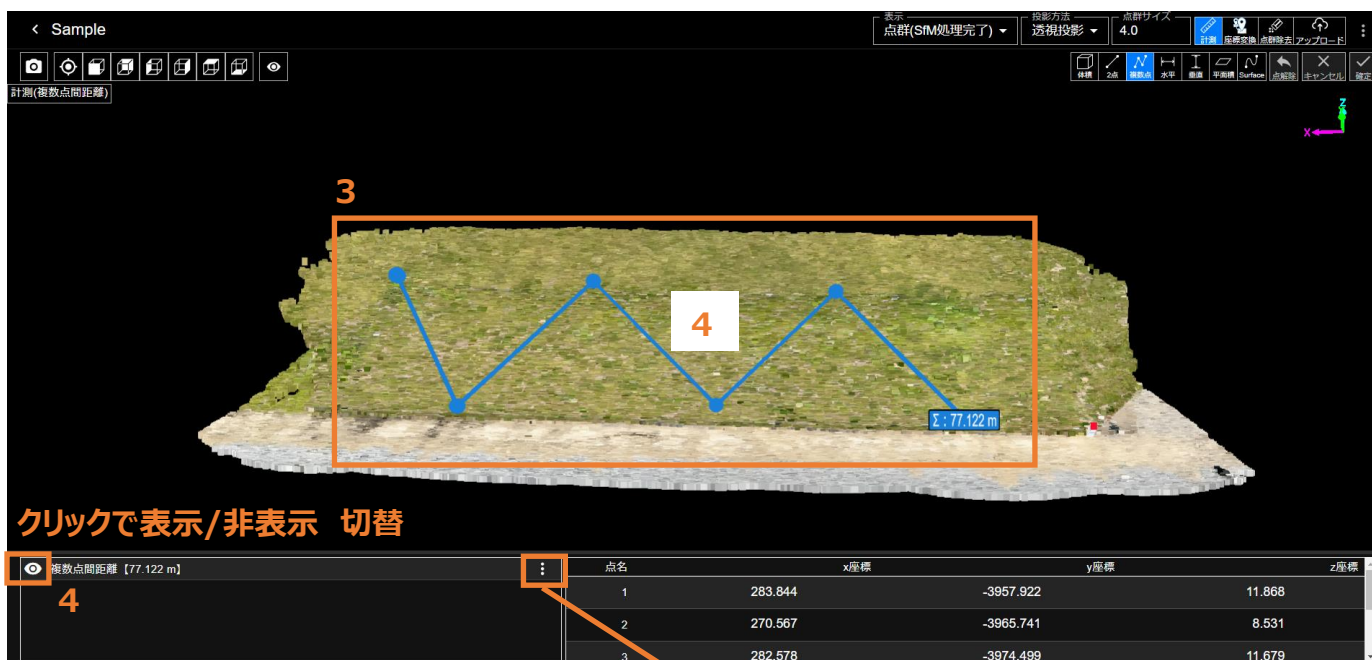 Sample
表示
点群(SfM処理完了)
投影方法
透視投影
点群サイズ
4.0
計測
座標変換
点群除去
アップロード
体積
2点
複数点
水平
垂直
平面積
Surface
点解除
キャンセル
確定
計測(複数点間距離)
Z
X
3
4
Σ : 77.122 m
クリックで表示/非表示 切替
複数点間距離【77.122 m】
4
点名 x座標 y座標 z座標
1 283.844 -3957.922 11.868
2 270.567 -3965.741 8.531
3 282.578 -3974.499 11.679